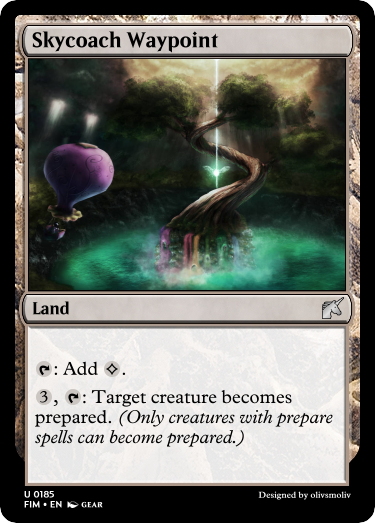 Skycoach Waypoint
Land
: Add .
3, : Target creature becomes
prepared. (Only creatures with prepare
spells can become prepared.)
U 0185
FIM • EN GEAR
Designed by olivsmoliv